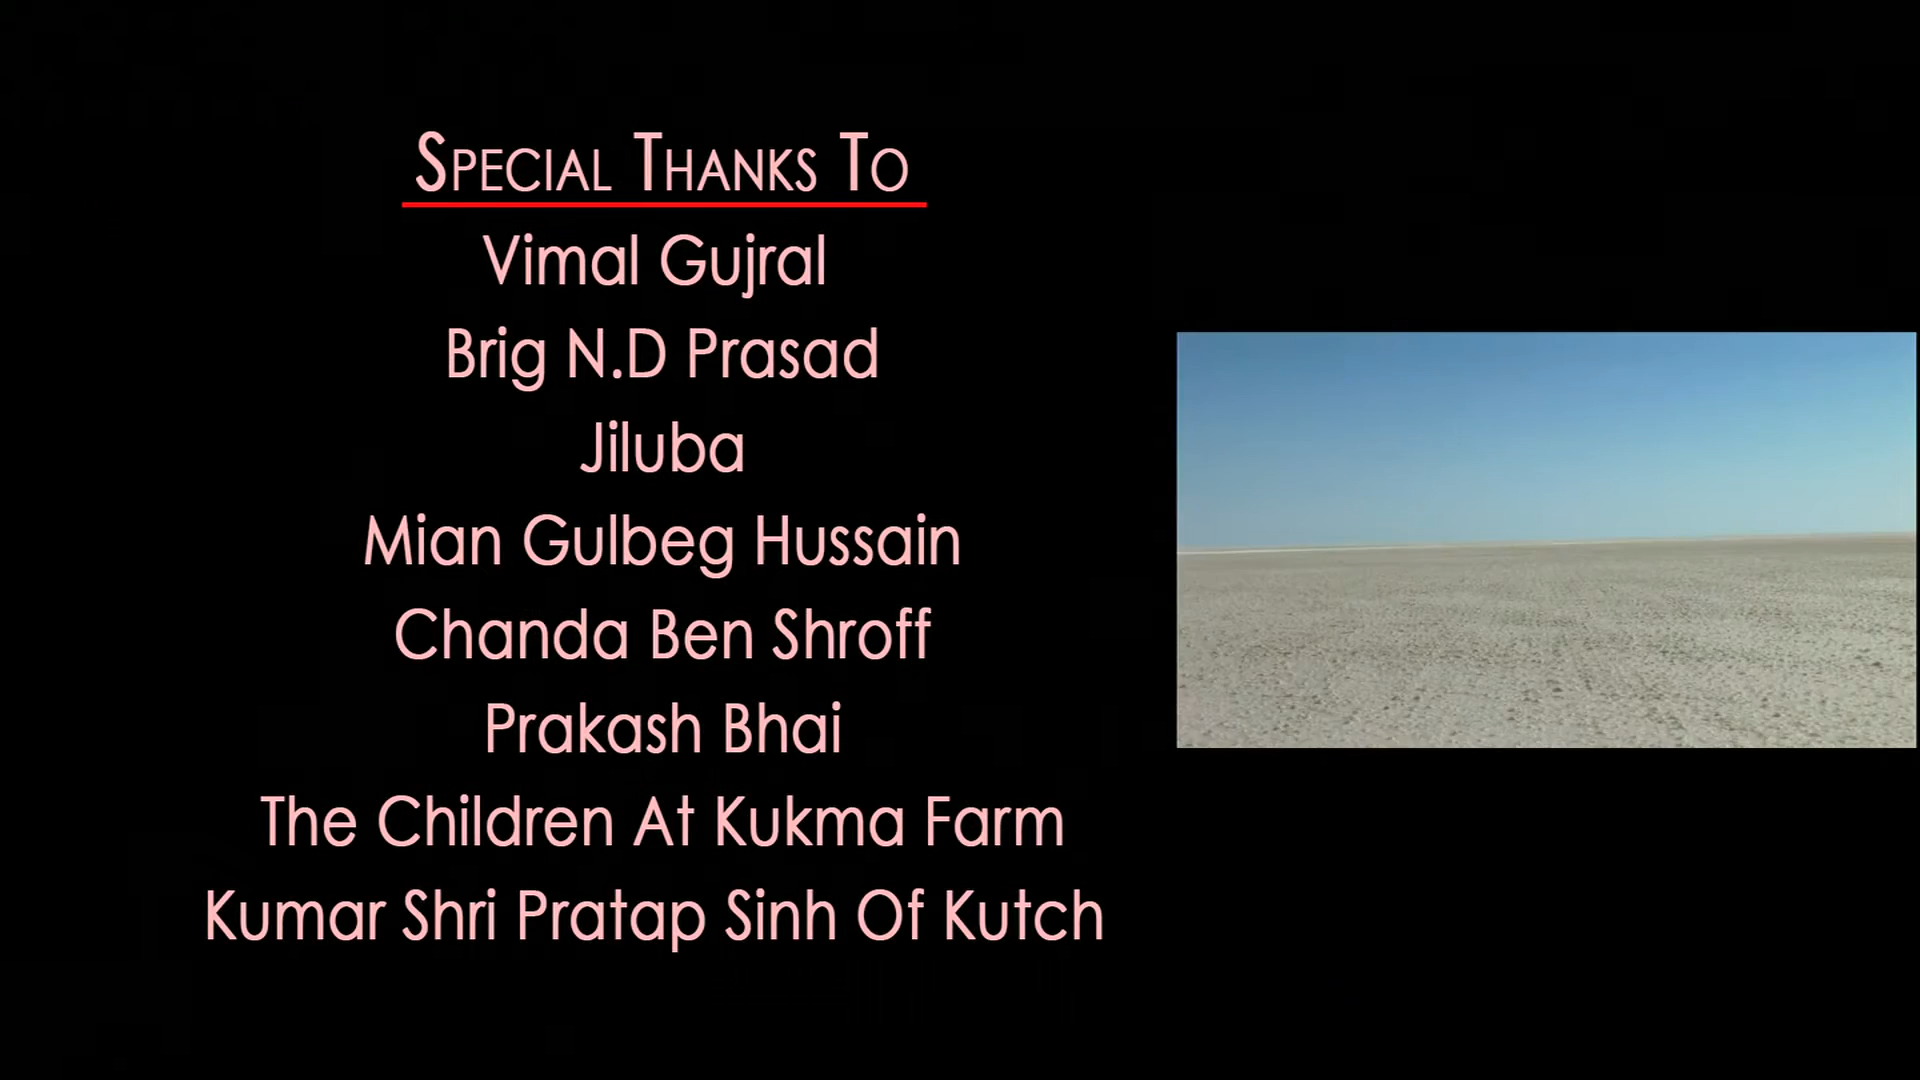 Special Thanks To
Vimal Gujral
Brig N.D Prasad
Jiluba
Mian Gulbeg Hussain
Chanda Ben Shroff
Prakash Bhai
The Children At Kukma Farm
Kumar Shri Pratap Sinh Of Kutch